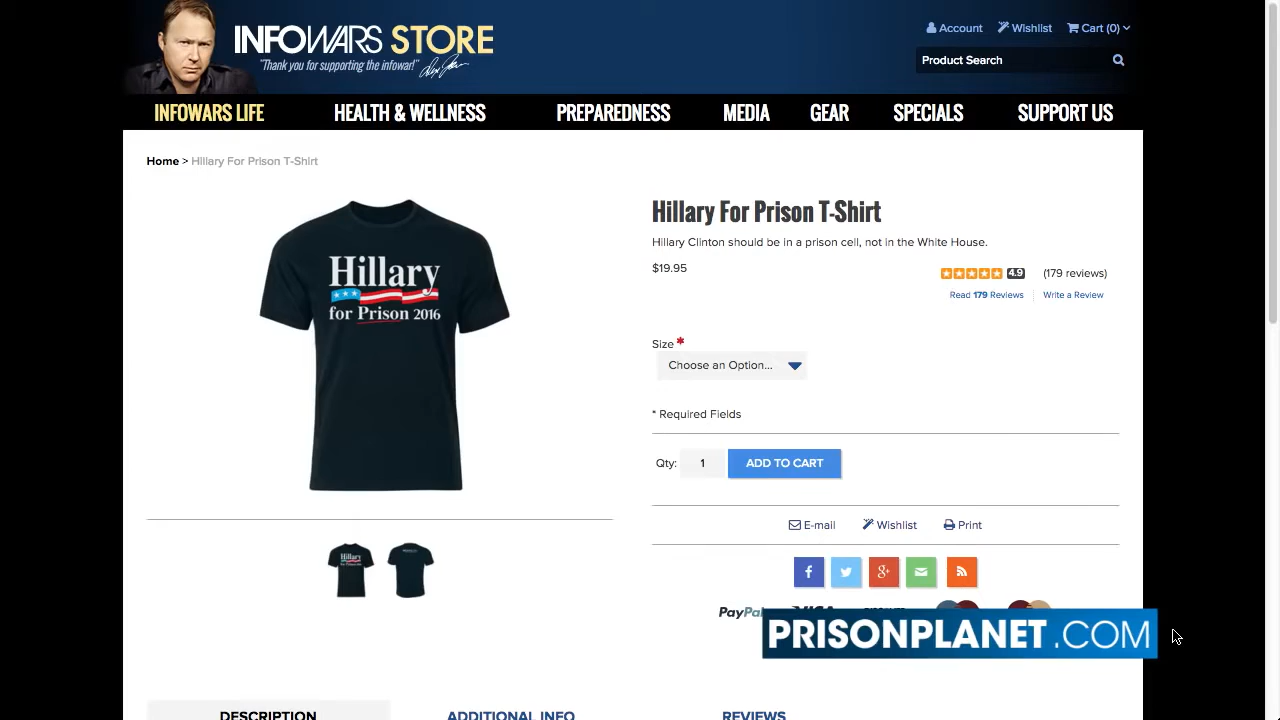 INFOWARS STORE
"Thank you for supporting the infowar!"
Account
Wishlist
Cart (0)
Product Search
INFOWARS LIFE
HEALTH & WELLNESS
PREPAREDNESS
MEDIA
GEAR
SPECIALS
SUPPORT US
Home > Hillary For Prison T-Shirt
Hillary
for Prison 2016
Hillary For Prison T-Shirt
Hillary Clinton should be in a prison cell, not in the White House.
$19.95
4.9 (179 reviews)
Read 179 Reviews
Write a Review
Size *
Choose an Option...
* Required Fields
Qty: 1 ADD TO CART
E-mail
Wishlist
Print
PayPal
VISA
PRISONPLANET.COM
DESCRIPTION
ADDITIONAL INFO
REVIEWS